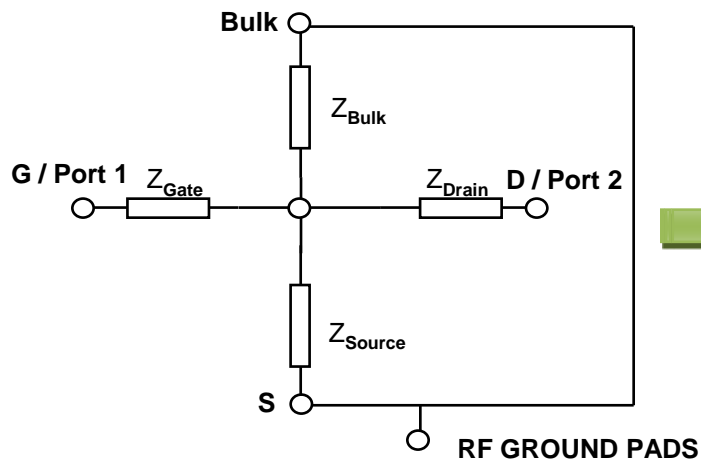 Bulk
Z_Bulk
G / Port 1
Z_Gate
Z_Drain
D / Port 2
Z_Source
S
RF GROUND PADS